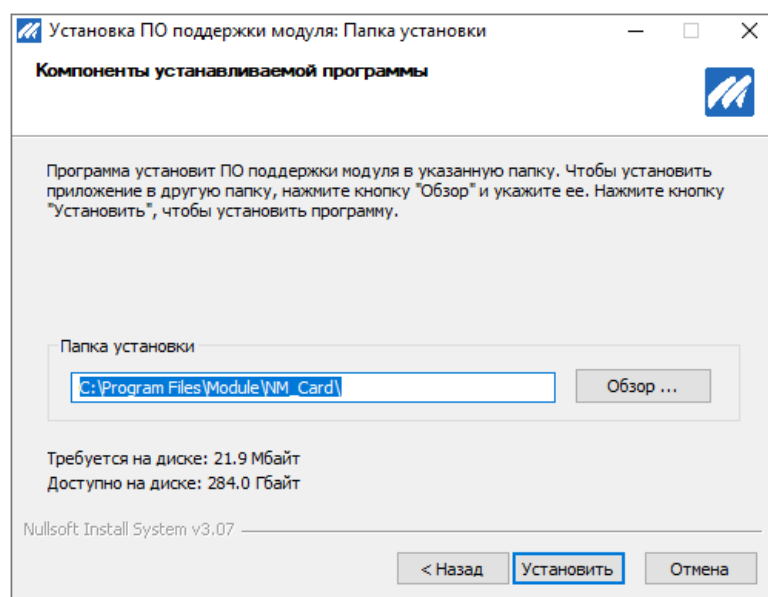 Установка ПО поддержки модуля: Папка установки
Компоненты устанавливаемой программы
Программа установит ПО поддержки модуля в указанную папку. Чтобы установить
приложение в другую папку, нажмите кнопку "Обзор" и укажите ее. Нажмите кнопку
"Установить", чтобы установить программу.
Папка установки
C:\Program Files\Module\NM_Card\
Обзор ...
Требуется на диске: 21.9 Мбайт
Доступно на диске: 284.0 Гбайт
Nullsoft Install System v3.07
< Назад
Установить
Отмена